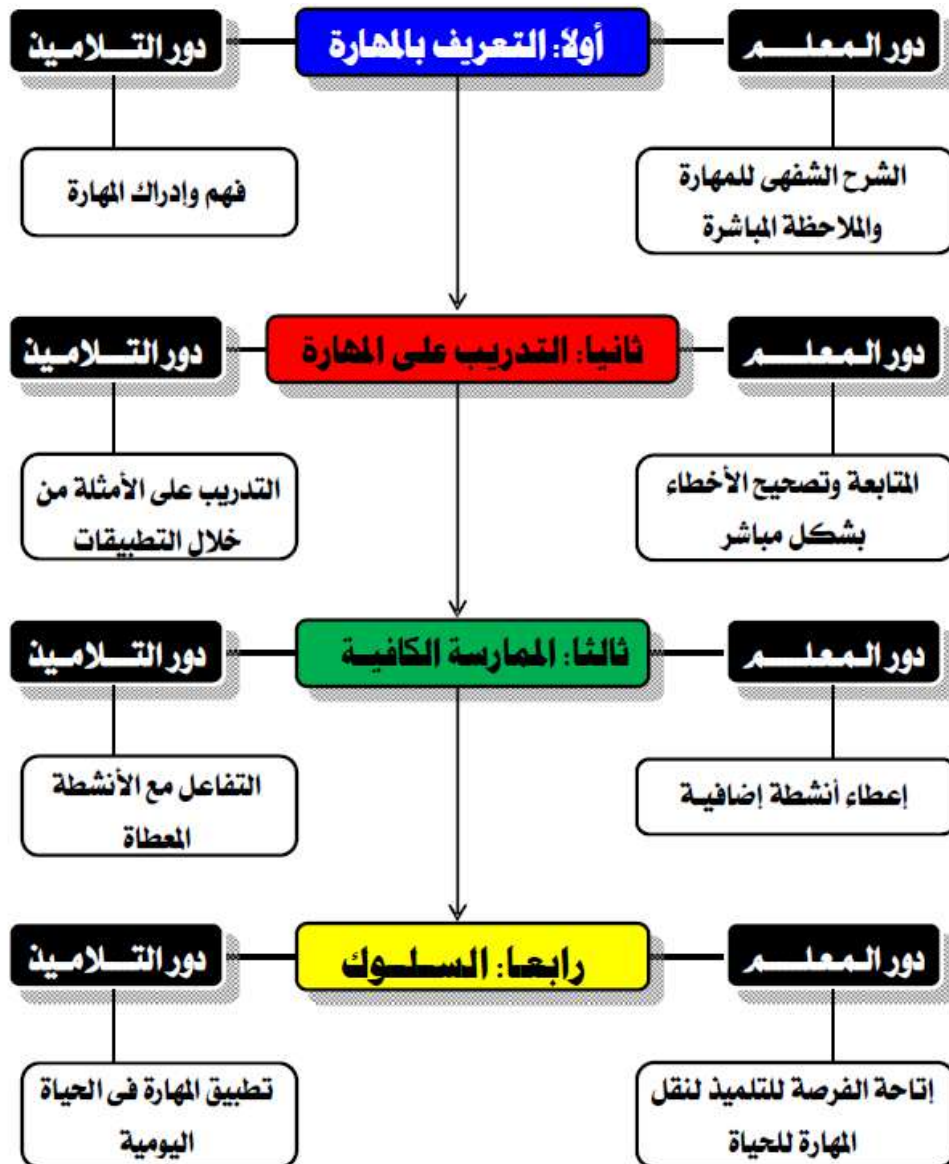 دور المعلم
أولًا: التعريف بالمهارة
دور التلاميذ
الشرح الشفهى للمهارة
والملاحظة المباشرة
فهم وإدراك المهارة
دور المعلم
ثانيا: التدريب على المهارة
دور التلاميذ
المتابعة وتصحيح الأخطاء
بشكل مباشر
التدريب على الأمثلة من
خلال التطبيقات
دور المعلم
ثالثا: الممارسة الكافية
دور التلاميذ
إعطاء أنشطة إضافية
التفاعل مع الأنشطة
المعطاة
دور المعلم
رابعا: السلوك
دور التلاميذ
إتاحة الفرصة للتلميذ لنقل
المهارة للحياة
تطبيق المهارة فى الحياة
اليومية